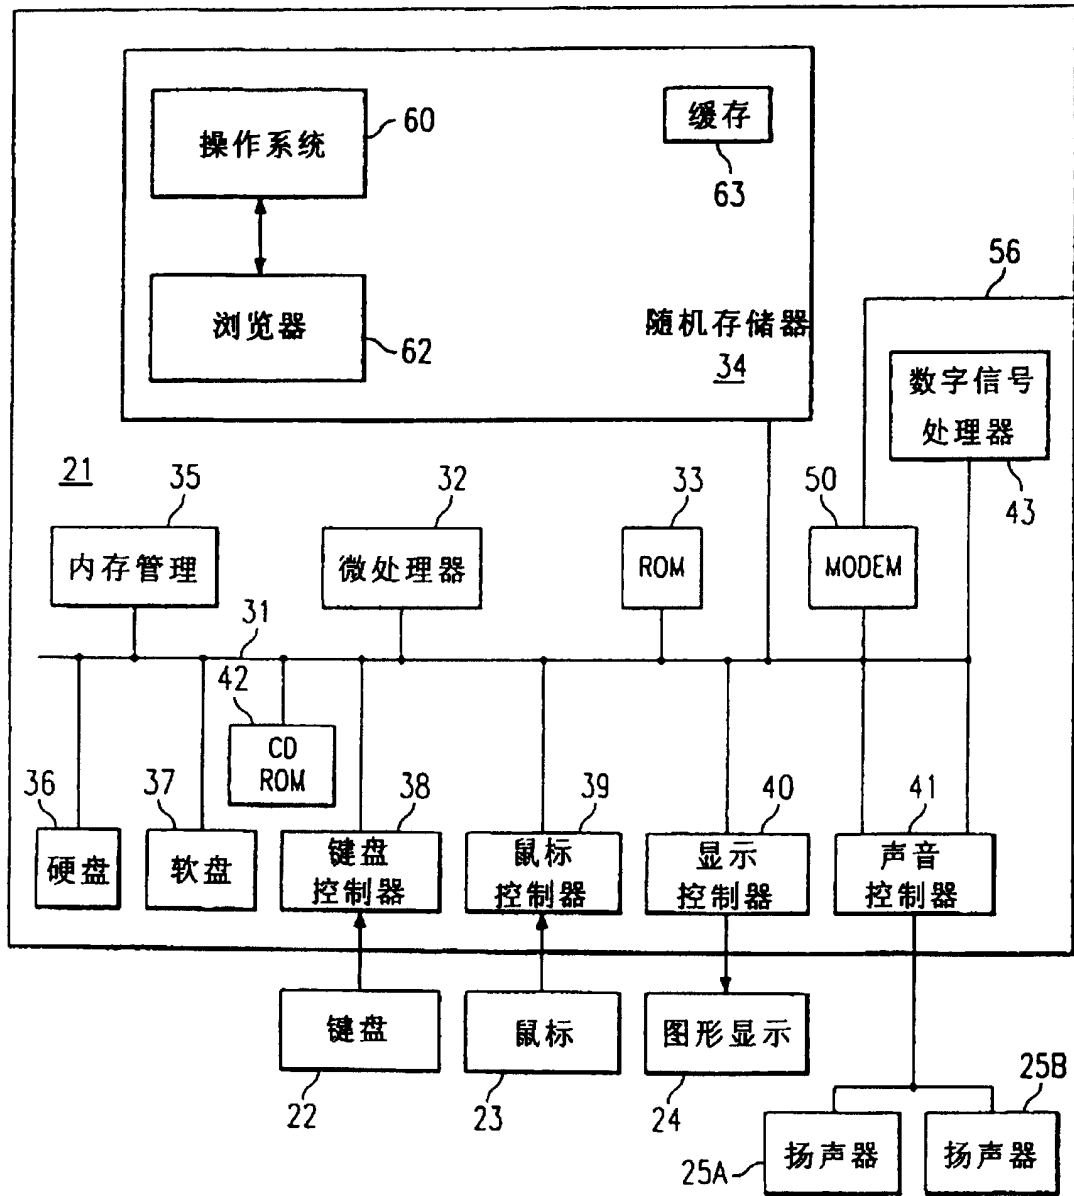 操作系统
60
缓存
63
浏览器
62
随机存储器
34
56
数字信号
处理器
43
21
35
内存管理
32
微处理器
33
ROM
50
MODEM
31
42
CD
ROM
36
硬盘
37
软盘
38
键盘
控制器
39
鼠标
控制器
40
显示
控制器
41
声音
控制器
键盘
22
鼠标
23
图形显示
24
25A
扬声器
25B
扬声器